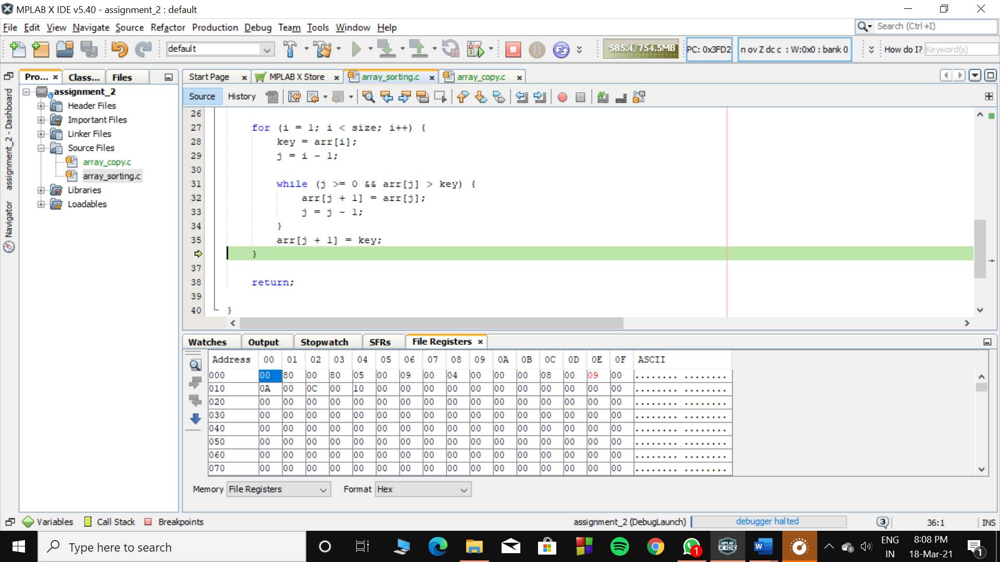 MPLAB X IDE v5.40 - assignment_2 : default
File Edit View Navigate Source Refactor Production Debug Team Tools Window Help
Search (Ctrl+I)
default
585.4/754.5MB
PC: 0x3FD2
n ov Z dc c : W:0x0 : bank 0
How do I? Keyword(s)
Pro... Class... Files
Start Page MPLAB X Store array_sorting.c array_copy.c
Source History
assignment_2 - Dashboard
Navigator
assignment_2
Header Files
Important Files
Linker Files
Source Files
array_copy.c
array_sorting.c
Libraries
Loadables
26
27 for (i = 1; i < size; i++) {
28 key = arr[i];
29 j = i - 1;
30
31 while (j >= 0 && arr[j] > key) {
32 arr[j + 1] = arr[j];
33 j = j - 1;
34 }
35 arr[j + 1] = key;
}
37
38 return;
39
40 }
Watches Output Stopwatch SFRs File Registers
Address 00 01 02 03 04 05 06 07 08 09 0A 0B 0C 0D 0E 0F ASCII
000 00 80 00 80 05 00 09 00 04 00 00 00 08 00 09 00 ........ ........
010 0A 00 0C 00 10 00 00 00 00 00 00 00 00 00 00 00 ........ ........
020 00 00 00 00 00 00 00 00 00 00 00 00 00 00 00 00 ........ ........
030 00 00 00 00 00 00 00 00 00 00 00 00 00 00 00 00 ........ ........
040 00 00 00 00 00 00 00 00 00 00 00 00 00 00 00 00 ........ ........
050 00 00 00 00 00 00 00 00 00 00 00 00 00 00 00 00 ........ ........
060 00 00 00 00 00 00 00 00 00 00 00 00 00 00 00 00 ........ ........
070 00 00 00 00 00 00 00 00 00 00 00 00 00 00 00 00 ........ ........
Memory File Registers Format Hex
Variables Call Stack Breakpoints
assignment_2 (DebugLaunch) debugger halted 3 36:1 INS
Type here to search
1
MPLAB X IDE
W
ENG
IN
8:08 PM
18-Mar-21
1